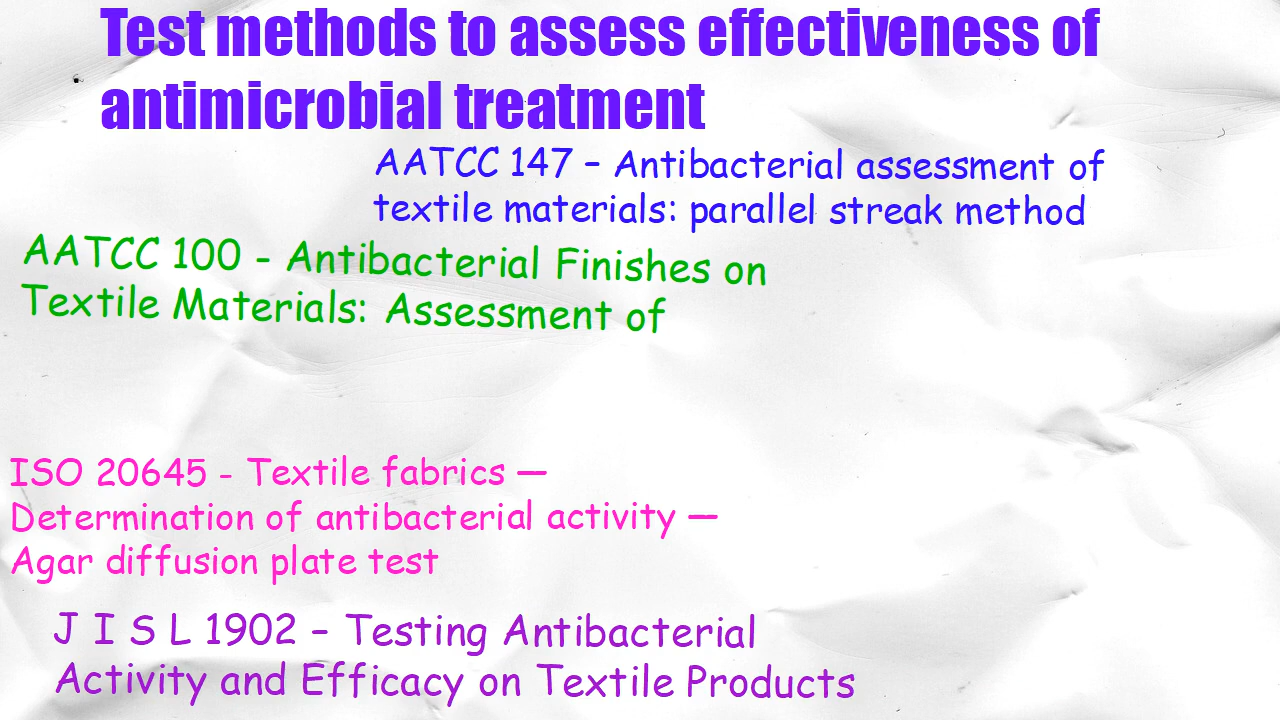 Test methods to assess effectiveness of
antimicrobial treatment
AATCC 147 – Antibacterial assessment of
textile materials: parallel streak method
AATCC 100 - Antibacterial Finishes on
Textile Materials: Assessment of
ISO 20645 - Textile fabrics —
Determination of antibacterial activity —
Agar diffusion plate test
J I S L 1902 – Testing Antibacterial
Activity and Efficacy on Textile Products